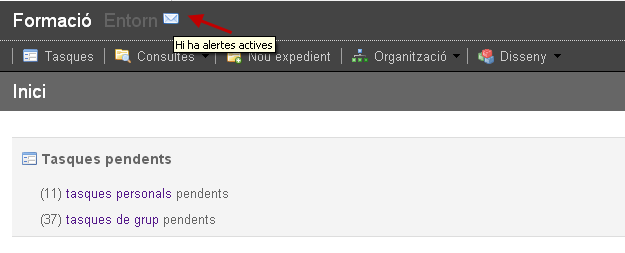 Formació Entorn
Hi ha alertes actives
Tasques Consultes Nou expedient Organització Disseny
Inici
Tasques pendents
(11) tasques personals pendents
(37) tasques de grup pendents